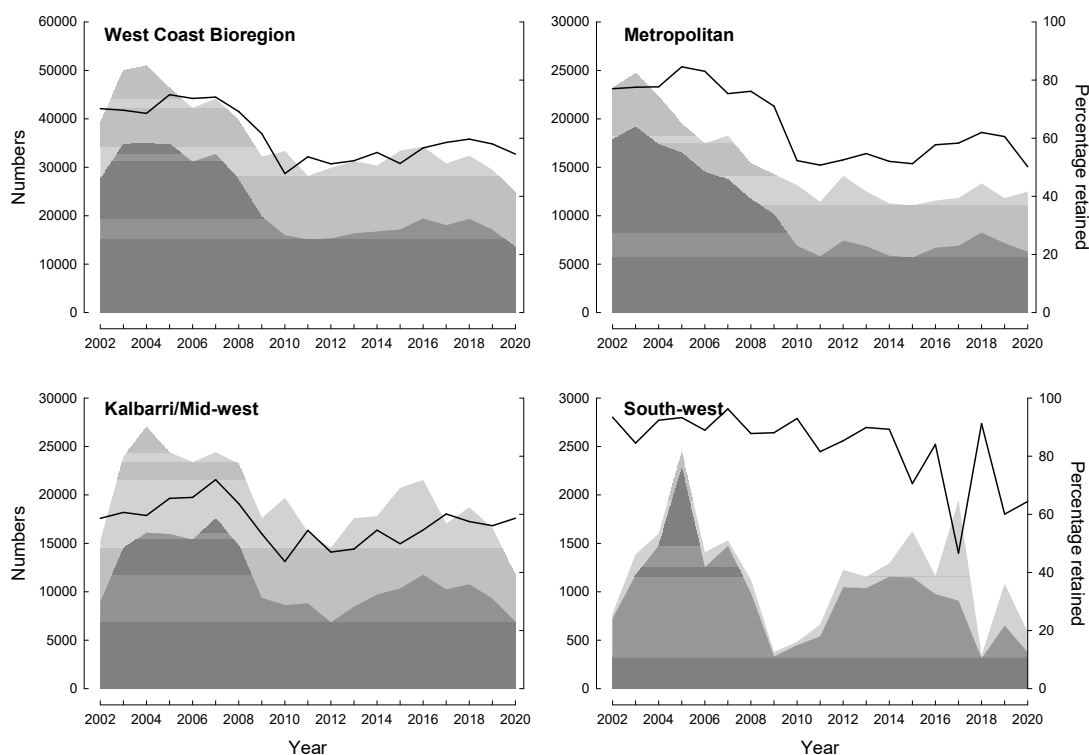 West Coast Bioregion
60000
50000
40000
30000
20000
10000
0
Numbers
2002 2004 2006 2008 2010 2012 2014 2016 2018 2020
Metropolitan
30000
25000
20000
15000
10000
5000
0
100
80
60
40
20
0
Percentage retained
2002 2004 2006 2008 2010 2012 2014 2016 2018 2020
Kalbarri/Mid-west
30000
25000
20000
15000
10000
5000
0
Numbers
2002 2004 2006 2008 2010 2012 2014 2016 2018 2020
Year
South-west
3000
2500
2000
1500
1000
500
0
100
80
60
40
20
0
Percentage retained
2002 2004 2006 2008 2010 2012 2014 2016 2018 2020
Year